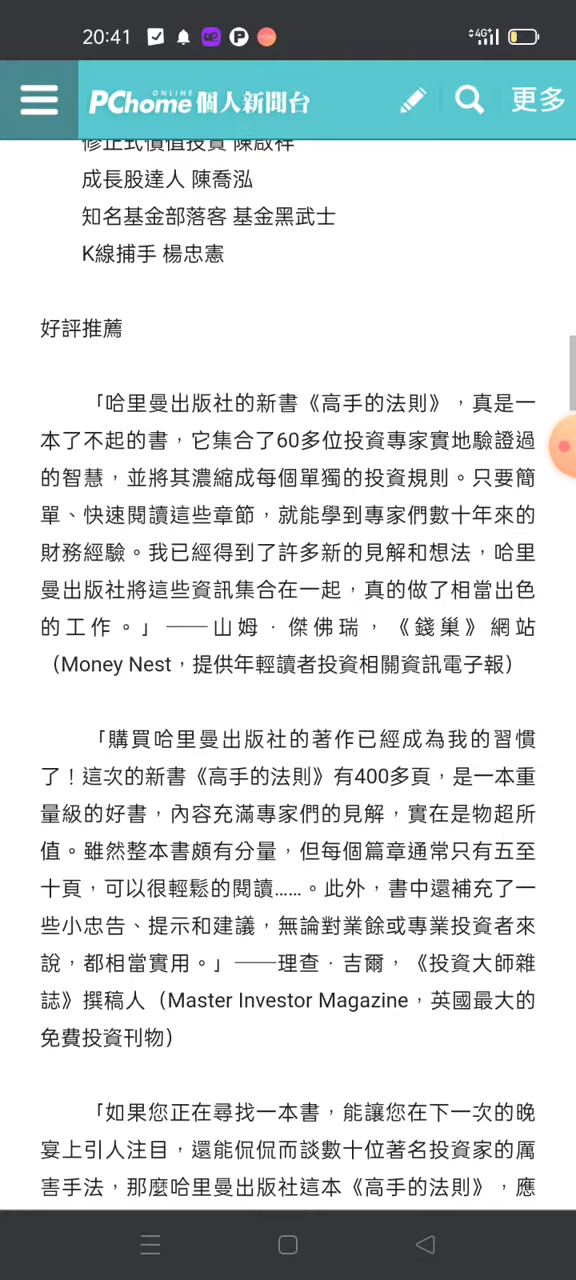 20:41
4G
PChome ONLINE 個人新聞台
更多
修正式價值投資 陳啟祥
成長股達人 陳喬泓
知名基金部落客 基金黑武士
K線捕手 楊忠憲
好評推薦
「哈里曼出版社的新書《高手的法則》，真是一
本了不起的書，它集合了60多位投資專家實地驗證過
的智慧，並將其濃縮成每個單獨的投資規則。只要簡
單、快速閱讀這些章節，就能學到專家們數十年來的
財務經驗。我已經得到了許多新的見解和想法，哈里
曼出版社將這些資訊集合在一起，真的做了相當出色
的工作。」──山姆．傑佛瑞，《錢巢》網站
（Money Nest，提供年輕讀者投資相關資訊電子報）
「購買哈里曼出版社的著作已經成為我的習慣
了！這次的新書《高手的法則》有400多頁，是一本重
量級的好書，內容充滿專家們的見解，實在是物超所
值。雖然整本書頗有分量，但每個篇章通常只有五至
十頁，可以很輕鬆的閱讀……。此外，書中還補充了一
些小忠告、提示和建議，無論對業餘或專業投資者來
說，都相當實用。」──理查．吉爾，《投資大師雜
誌》撰稿人（Master Investor Magazine，英國最大的
免費投資刊物）
「如果您正在尋找一本書，能讓您在下一次的晚
宴上引人注目，還能侃侃而談數十位著名投資家的厲
害手法，那麼哈里曼出版社這本《高手的法則》，應